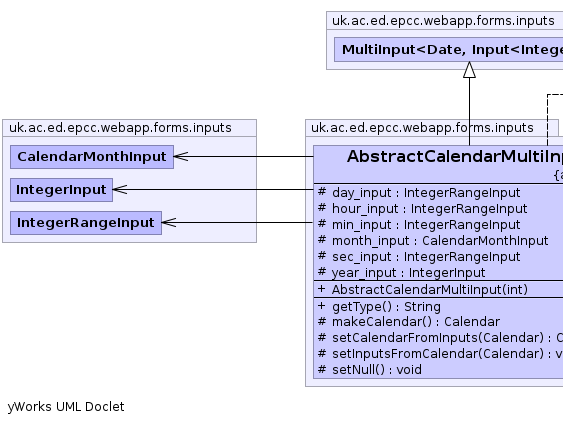 uk.ac.ed.epcc.webapp.forms.inputs
MultiInput<Date, Input<Intege
uk.ac.ed.epcc.webapp.forms.inputs
CalendarMonthInput
IntegerInput
IntegerRangeInput
uk.ac.ed.epcc.webapp.forms.inputs
AbstractCalendarMultiInp
{a
# day_input : IntegerRangeInput
# hour_input : IntegerRangeInput
# min_input : IntegerRangeInput
# month_input : CalendarMonthInput
# sec_input : IntegerRangeInput
# year_input : IntegerInput
+ AbstractCalendarMultiInput(int)
+ getType() : String
# makeCalendar() : Calendar
# setCalendarFromInputs(Calendar) : C
# setInputsFromCalendar(Calendar) : v
# setNull() : void
yWorks UML Doclet